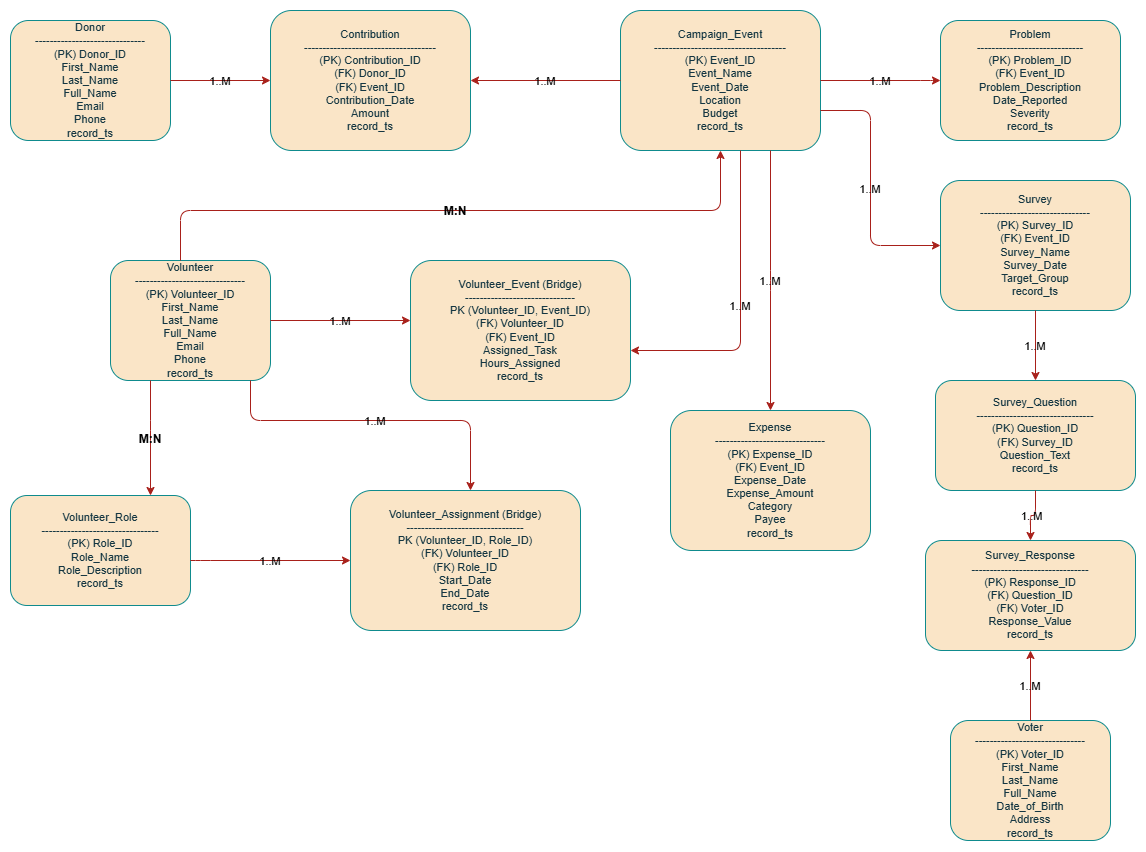 Donor
------------------------------
(PK) Donor_ID
First_Name
Last_Name
Full_Name
Email
Phone
record_ts
1..M
Contribution
------------------------------------
(PK) Contribution_ID
(FK) Donor_ID
(FK) Event_ID
Contribution_Date
Amount
record_ts
1..M
Campaign_Event
------------------------------------
(PK) Event_ID
Event_Name
Event_Date
Location
Budget
record_ts
1..M
Problem
-----------------------------
(PK) Problem_ID
(FK) Event_ID
Problem_Description
Date_Reported
Severity
record_ts
1..M
M:N
Survey
------------------------------
(PK) Survey_ID
(FK) Event_ID
Survey_Name
Survey_Date
Target_Group
record_ts
Volunteer
------------------------------
(PK) Volunteer_ID
First_Name
Last_Name
Full_Name
Email
Phone
record_ts
1..M
Volunteer_Event (Bridge)
------------------------------
PK (Volunteer_ID, Event_ID)
(FK) Volunteer_ID
(FK) Event_ID
Assigned_Task
Hours_Assigned
record_ts
1..M
1..M
1..M
Survey_Question
--------------------------------
(PK) Question_ID
(FK) Survey_ID
Question_Text
record_ts
M:N
1..M
Expense
------------------------------
(PK) Expense_ID
(FK) Event_ID
Expense_Date
Expense_Amount
Category
Payee
record_ts
Volunteer_Role
--------------------------------
(PK) Role_ID
Role_Name
Role_Description
record_ts
1..M
Volunteer_Assignment (Bridge)
--------------------------------
PK (Volunteer_ID, Role_ID)
(FK) Volunteer_ID
(FK) Role_ID
Start_Date
End_Date
record_ts
1..M
Survey_Response
--------------------------------
(PK) Response_ID
(FK) Question_ID
(FK) Voter_ID
Response_Value
record_ts
1..M
Voter
------------------------------
(PK) Voter_ID
First_Name
Last_Name
Full_Name
Date_of_Birth
Address
record_ts